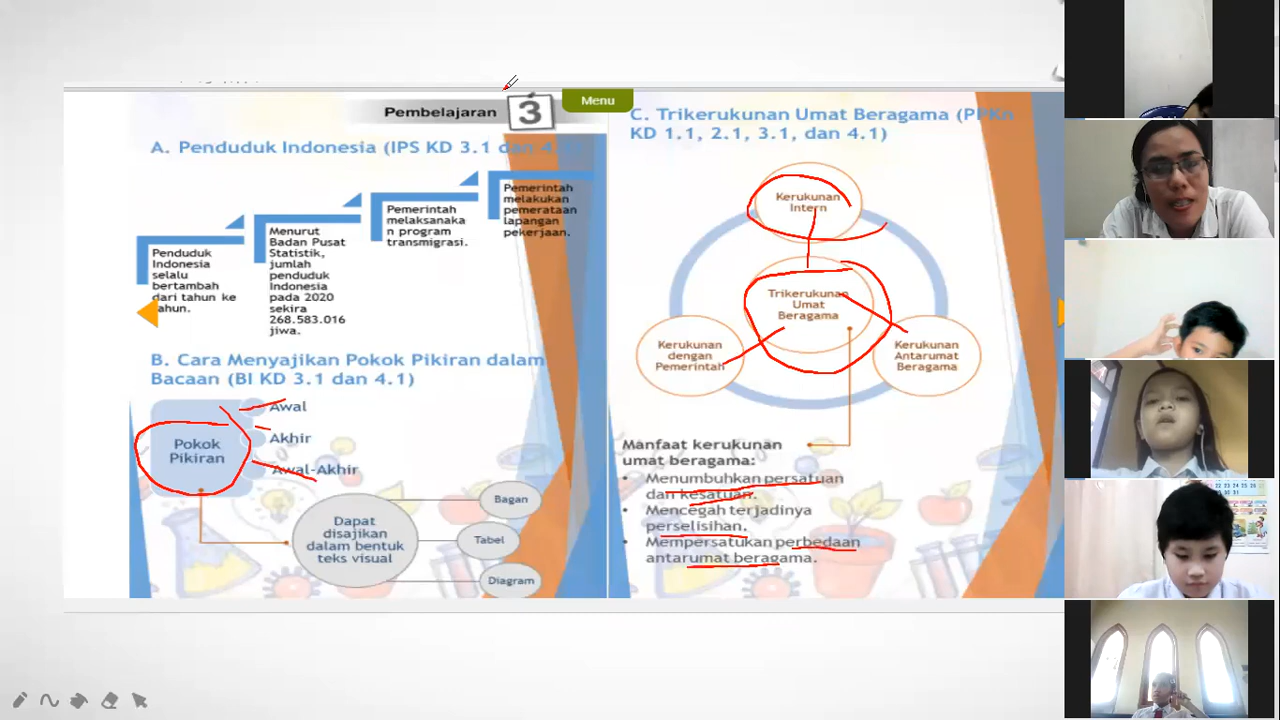 Pembelajaran 3
Menu
A. Penduduk Indonesia (IPS KD 3.1 dan
Penduduk
Indonesia
selalu
bertambah
dari tahun ke
tahun.
Menurut
Badan Pusat
Statistik,
jumlah
penduduk
Indonesia
pada 2020
sekira
268.583.016
jiwa.
Pemerintah
melaksanaka
n program
transmigrasi.
Pemerintah
melakukan
pemerataan
lapangan
pekerjaan.
B. Cara Menyajikan Pokok Pikiran dalam
Bacaan (BI KD 3.1 dan 4.1)
Pokok
Pikiran
Awal
Akhir
Awal-Akhir
Dapat
disajikan
dalam bentuk
teks visual
Bagan
Tabel
Diagram
C. Trikerukunan Umat Beragama (PPKn
KD 1.1, 2.1, 3.1, dan 4.1)
Kerukunan
Intern
Trikerukunan
Umat
Beragama
Kerukunan
dengan
Pemerintah
Kerukunan
Antarumat
Beragama
Manfaat kerukunan
umat beragama:
• Menumbuhkan persatuan
dan kesatuan.
• Mencegah terjadinya
perselisihan.
• Mempersatukan perbedaan
antarumat beragama.